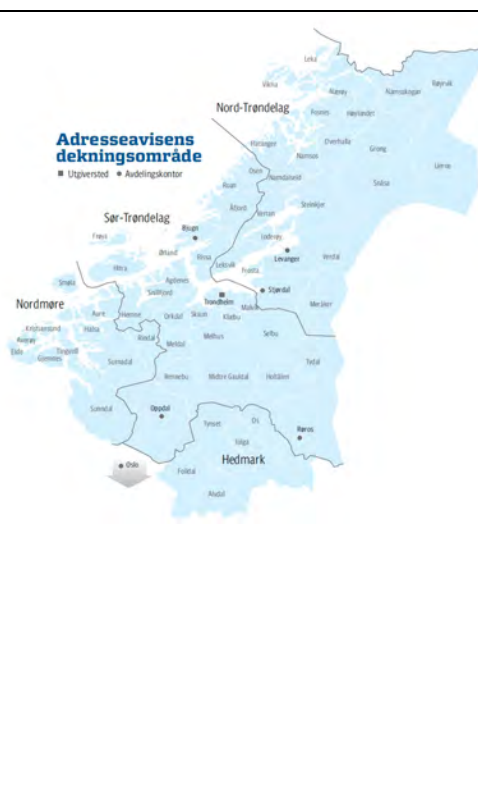 Leka
Vikna
Nærøy
Namsskogan
Røyrvik
Nord-Trøndelag
Fosnes
Høylandet
Adresseavisens
dekningsområde
Flatanger
Overhalla
Grong
Namsos
Lierne
Utgiversted
Avdelingskontor
Osen
Namdalseid
Snåsa
Roan
Steinkjer
Åfjord
Verran
Sør-Trøndelag
Bjugn
Frøya
Inderøy
Ørland
Rissa
Levanger
Verdal
Leksvik
Frosta
Hitra
Agdenes
Smøla
Snillfjord
Trondheim
Stjørdal
Nordmøre
Malvik
Meråker
Aure
Hemne
Orkdal
Skaun
Klæbu
Kristiansund
Halsa
Rindal
Melhus
Selbu
Averøy
Meldal
Eide
Tingvoll
Gjemnes
Surnadal
Tydal
Rennebu
Midtre Gauldal
Holtålen
Sunndal
Oppdal
Tynset
Os
Røros
Tolga
Oslo
Hedmark
Folldal
Alvdal